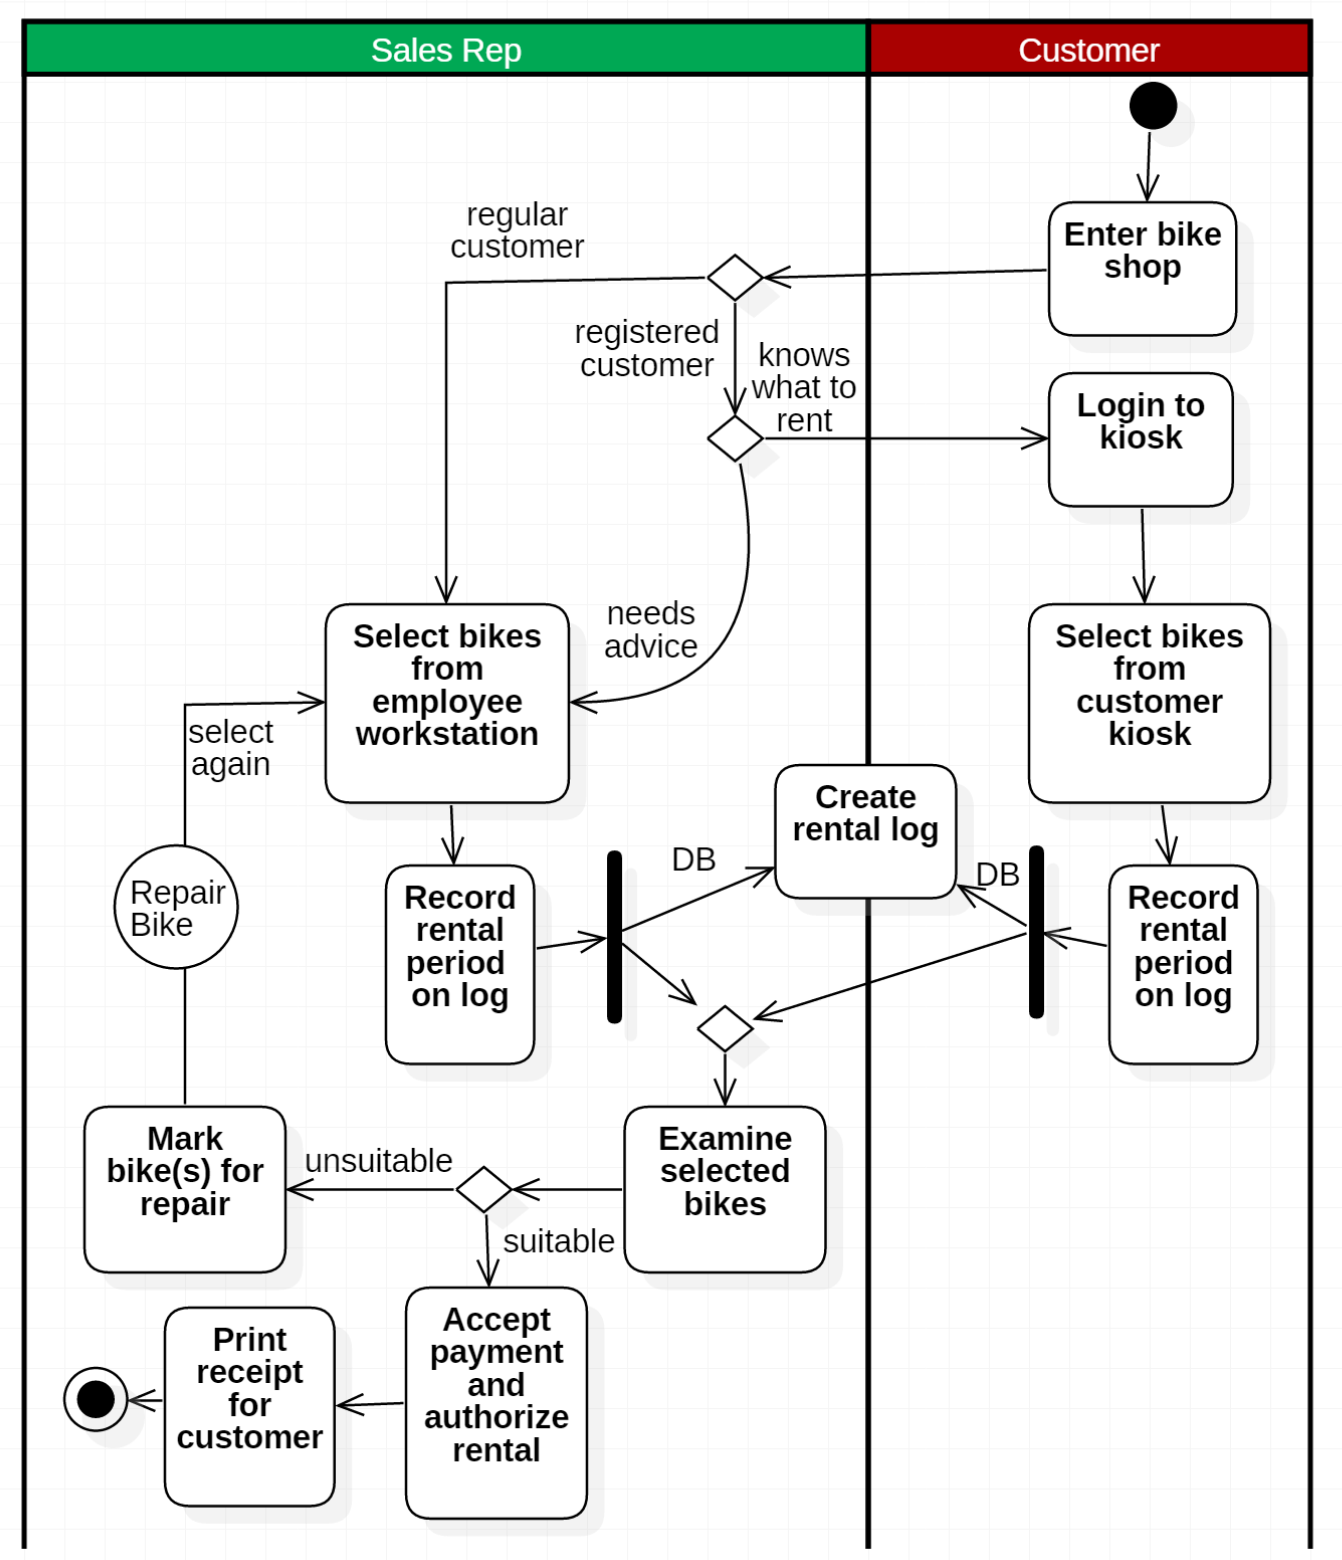 Sales Rep
Customer
Enter bike
shop
regular
customer
registered
customer
knows
what to
rent
Login to
kiosk
needs
advice
Select bikes
from
employee
workstation
Select bikes
from
customer
kiosk
select
again
Create
rental log
DB
DB
Repair
Bike
Record
rental
period
on log
Record
rental
period
on log
Mark
bike(s) for
repair
unsuitable
Examine
selected
bikes
suitable
Accept
payment
and
authorize
rental
Print
receipt
for
customer